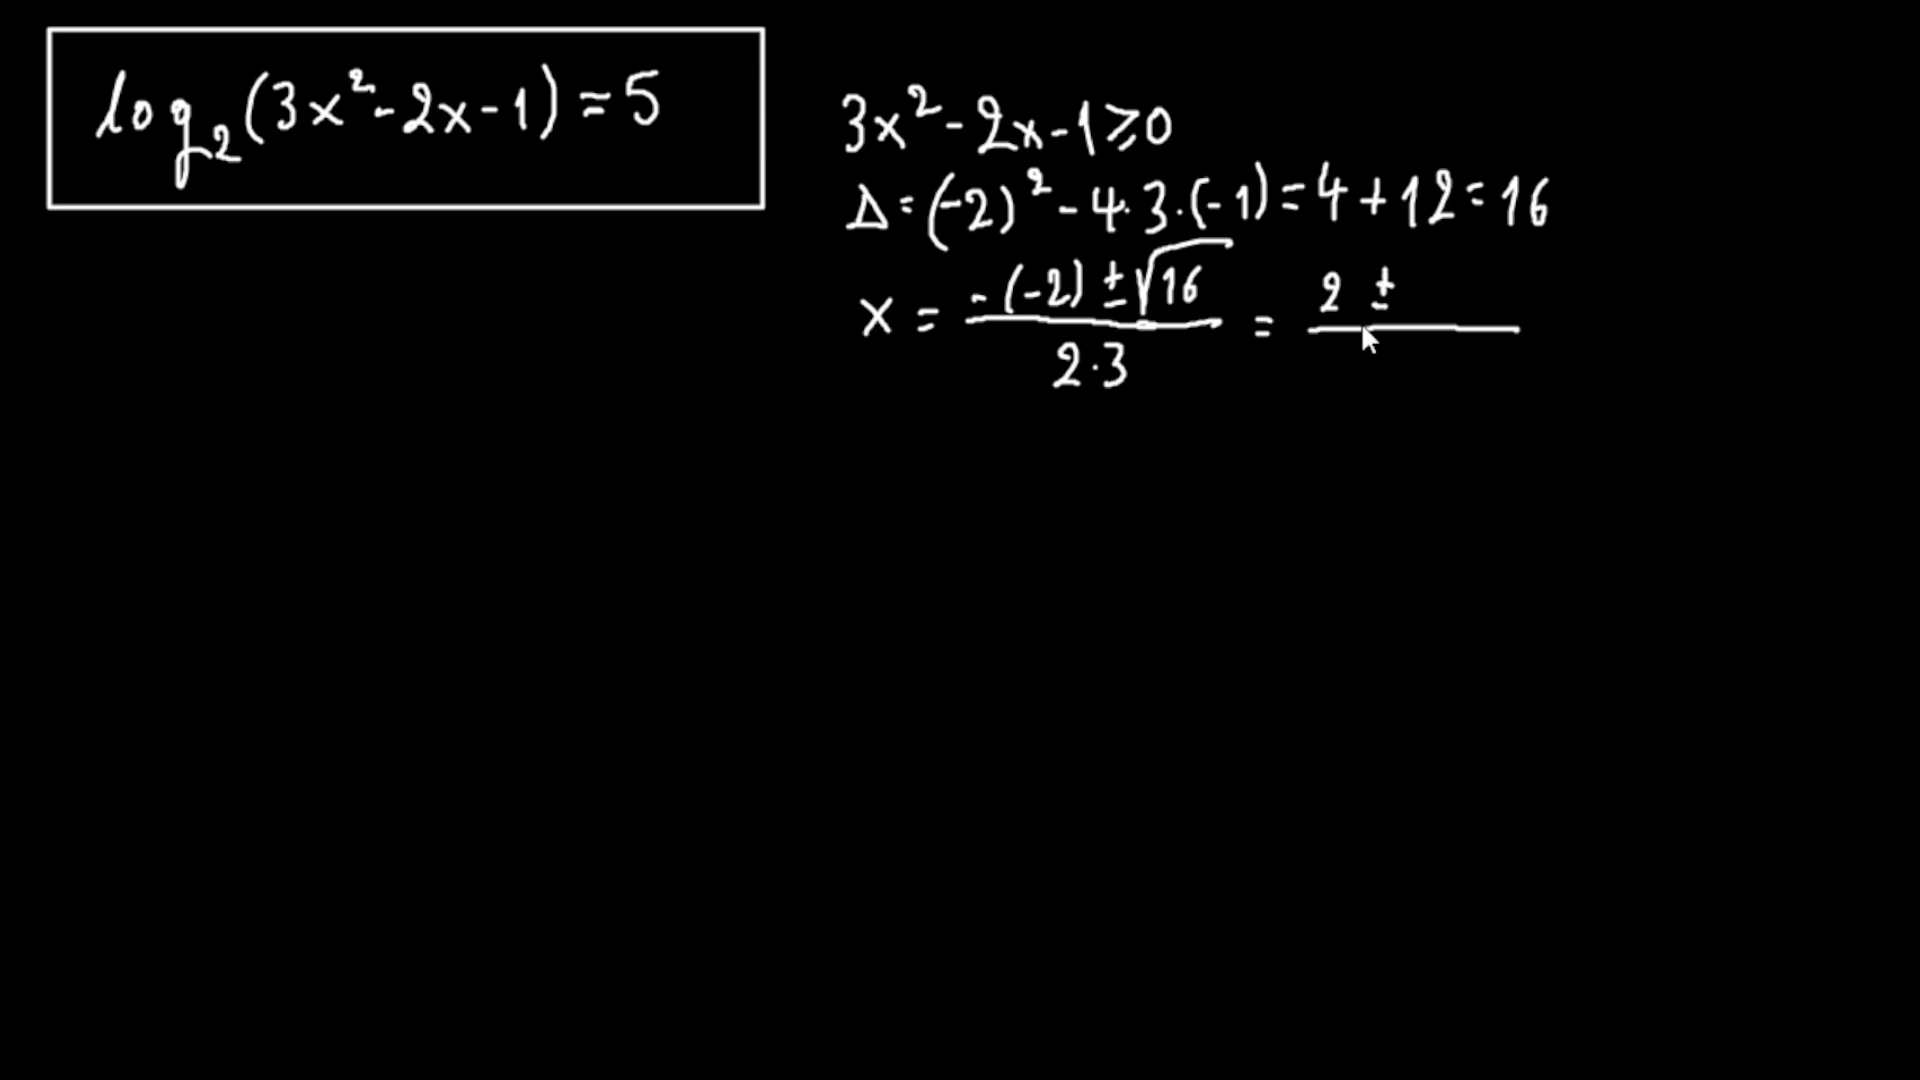 log₂(3x²-2x-1)=5
3x²-2x-1≥0
Δ=(-2)²-4·3·(-1)=4+12=16
x = (-(-2)±√16)/(2·3) = (2 ±)/